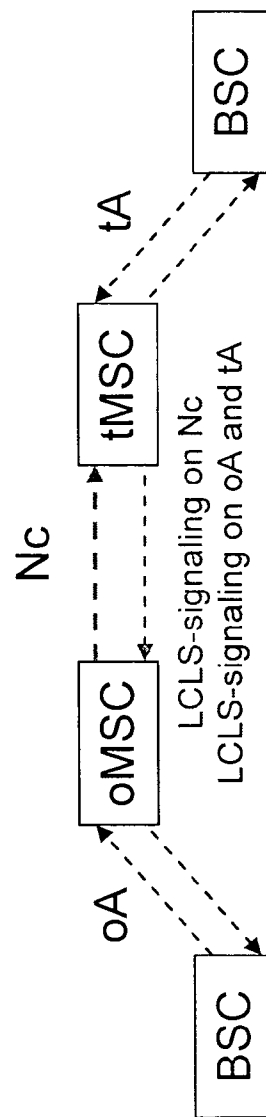 Nc
oA
tA
oMSC
tMSC
BSC
BSC
LCLS-signaling on Nc
LCLS-signaling on oA and tA